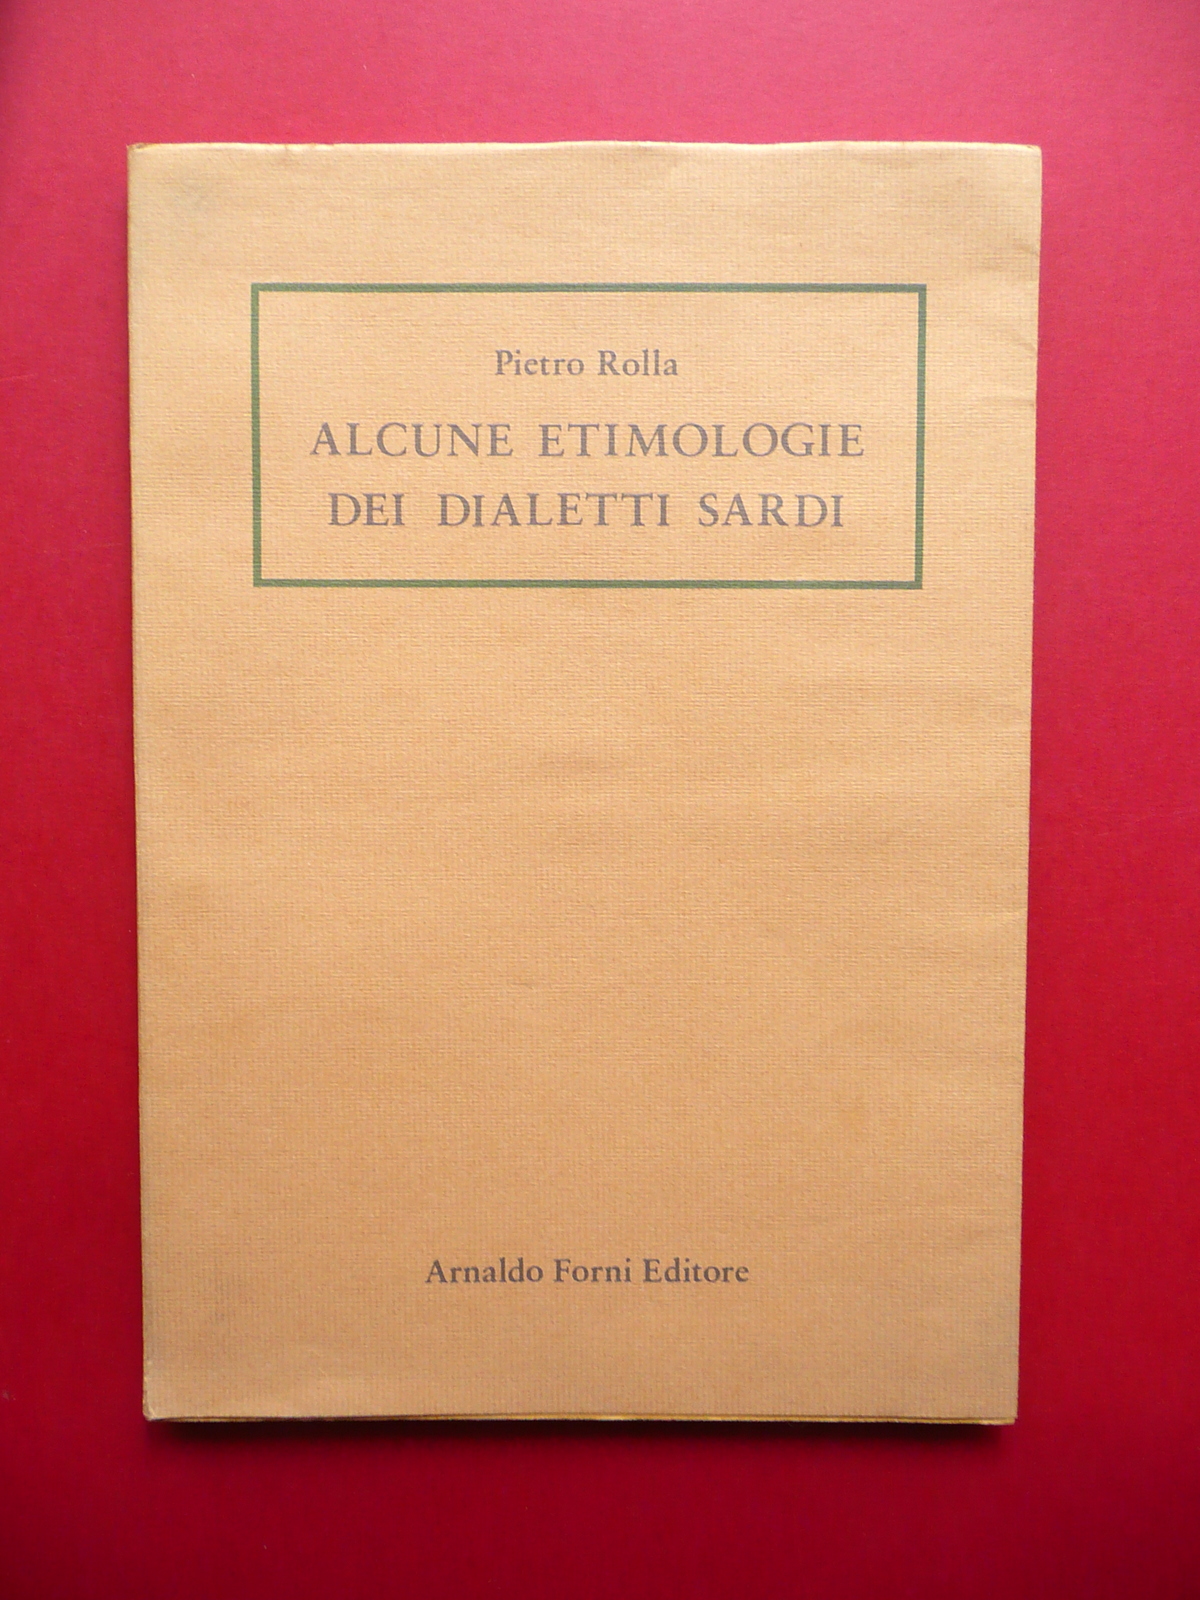 Pietro Rolla
ALCUNE ETIMOLOGIE
DEI DIALETTI SARDI
Arnaldo Forni Editore